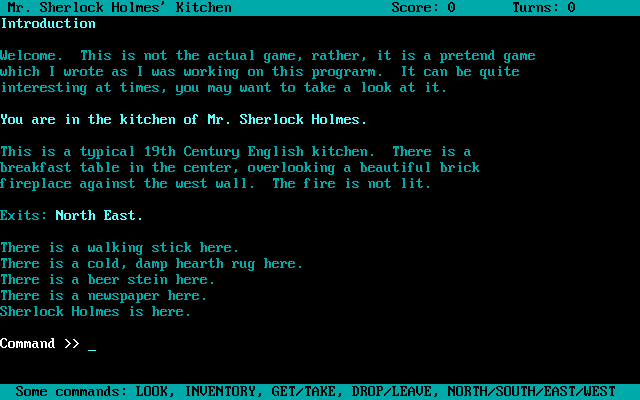 Mr. Sherlock Holmes' Kitchen Score: 0 Turns: 0
Introduction
Welcome. This is not the actual game, rather, it is a pretend game
which I wrote as I was working on this prograrm. It can be quite
interesting at times, you may want to take a look at it.
You are in the kitchen of Mr. Sherlock Holmes.
This is a typical 19th Century English kitchen. There is a
breakfast table in the center, overlooking a beautiful brick
fireplace against the west wall. The fire is not lit.
Exits: North East.
There is a walking stick here.
There is a cold, damp hearth rug here.
There is a beer stein here.
There is a newspaper here.
Sherlock Holmes is here.
Command >> _
Some commands: LOOK, INVENTORY, GET/TAKE, DROP/LEAVE, NORTH/SOUTH/EAST/WEST